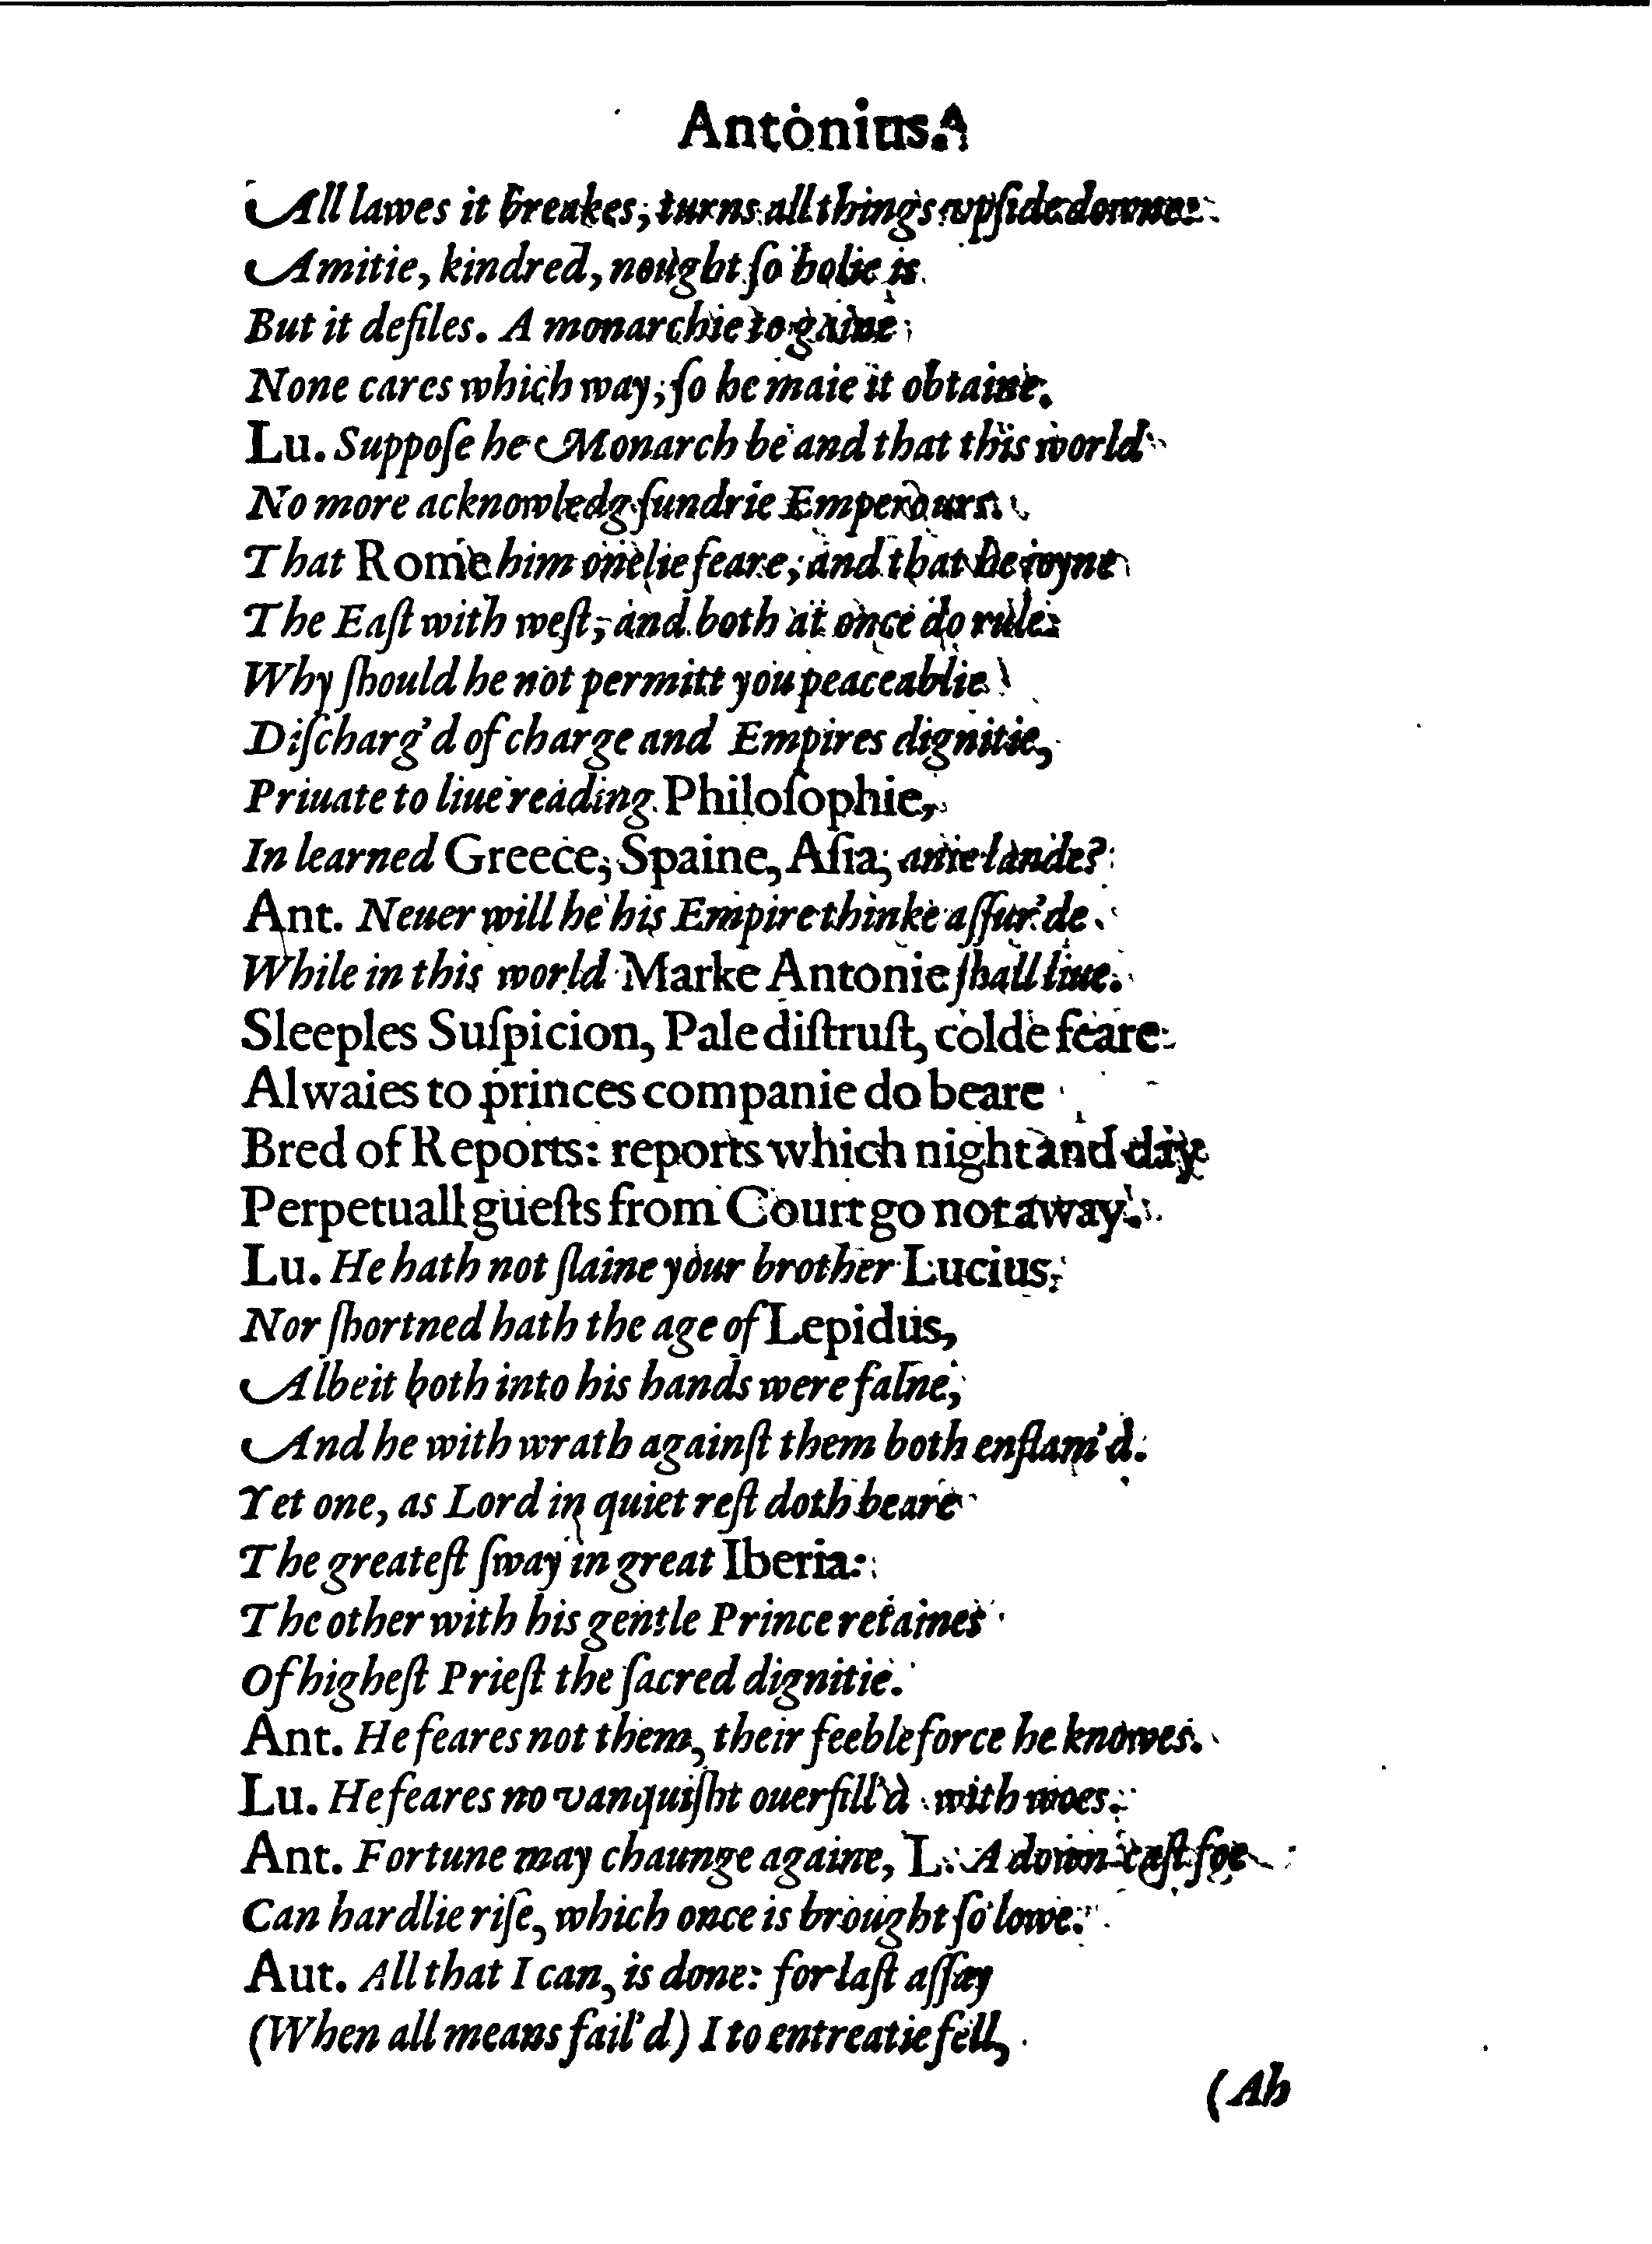 Antonius.
All lawes it breakes, turns all things vpſide downe:
Amitie, kindred, nought ſo holie is
But it defiles. A monarchie to gaine
None cares which way, ſo he maie it obtaine.
Lu. Suppoſe he Monarch be and that this world
No more acknowledg ſundrie Emperours.
That Rome him onelie feare, and that he ioyne
The Eaſt with weſt, and both at once do rule:
Why ſhould he not permitt you peaceablie
Diſcharg'd of charge and Empires dignitie,
Priuate to liue reading Philoſophie,
In learned Greece, Spaine, Aſia, anie lande?
Ant. Neuer will he his Empire thinke aſſur'de
While in this world Marke Antonie ſhall liue.
Sleeples Suſpicion, Pale diſtruſt, colde feare
Alwaies to princes companie do beare
Bred of Reports: reports which night and day
Perpetuall gueſts from Court go not away.
Lu. He hath not ſlaine your brother Lucius,
Nor ſhortned hath the age of Lepidus,
Albeit both into his hands were falne,
And he with wrath againſt them both enflam'd.
Yet one, as Lord in quiet reſt doth beare
The greateſt ſway in great Iberia:
The other with his gentle Prince retaines
Of higheſt Prieſt the ſacred dignitie.
Ant. He feares not them, their feeble force he knowes.
Lu. He feares no vanquiſht ouerfill'd with woes.
Ant. Fortune may chaunge againe, L. A down caſt foe
Can hardlie riſe, which once is brought ſo lowe.
Aut. All that I can, is done: for laſt aſſay
(When all means fail'd) I to entreatie fell,
(Ah